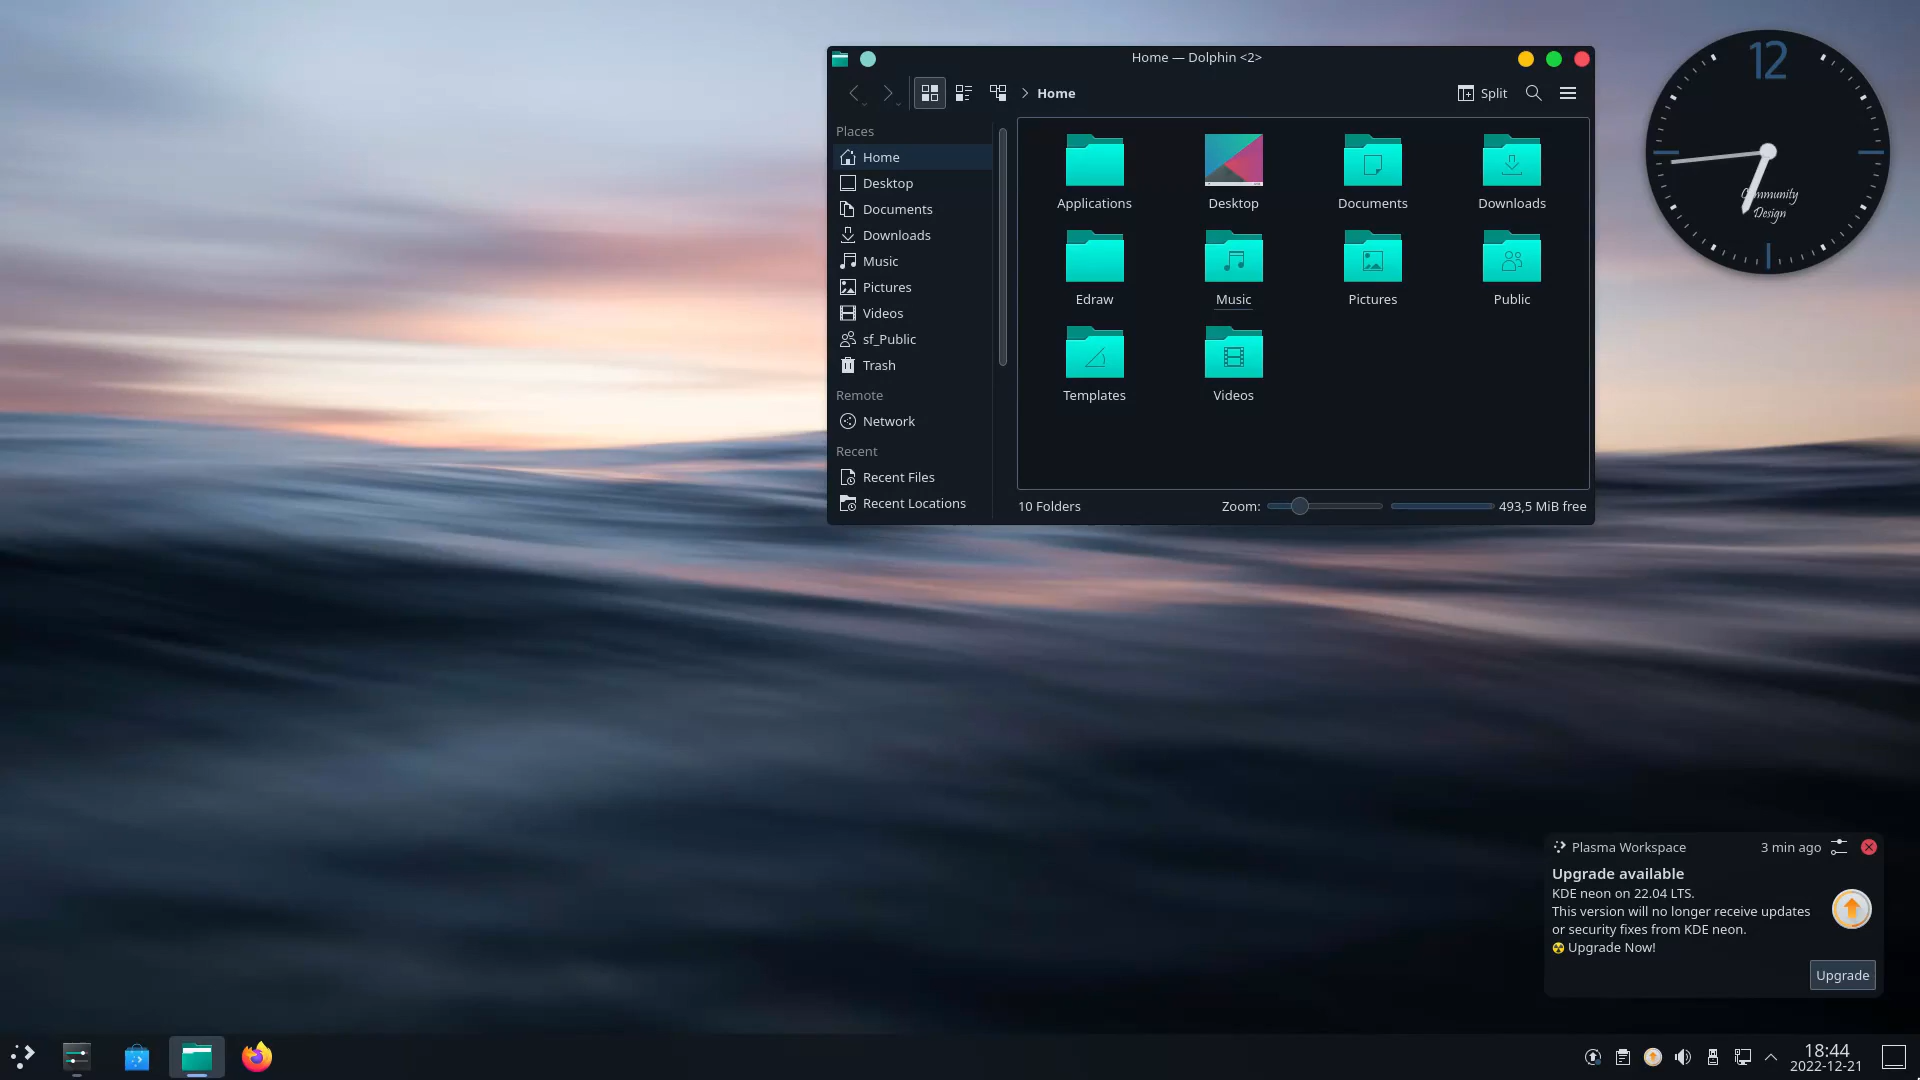 Home — Dolphin <2>
Home
Split
Places
Home
Desktop
Documents
Downloads
Music
Pictures
Videos
sf_Public
Trash
Remote
Network
Recent
Recent Files
Recent Locations
Applications
Desktop
Documents
Downloads
Edraw
Music
Pictures
Public
Templates
Videos
10 Folders
Zoom:
493,5 MiB free
12
Community
Design
Plasma Workspace
3 min ago
Upgrade available
KDE neon on 22.04 LTS.
This version will no longer receive updates
or security fixes from KDE neon.
☢ Upgrade Now!
Upgrade
18:44
2022-12-21